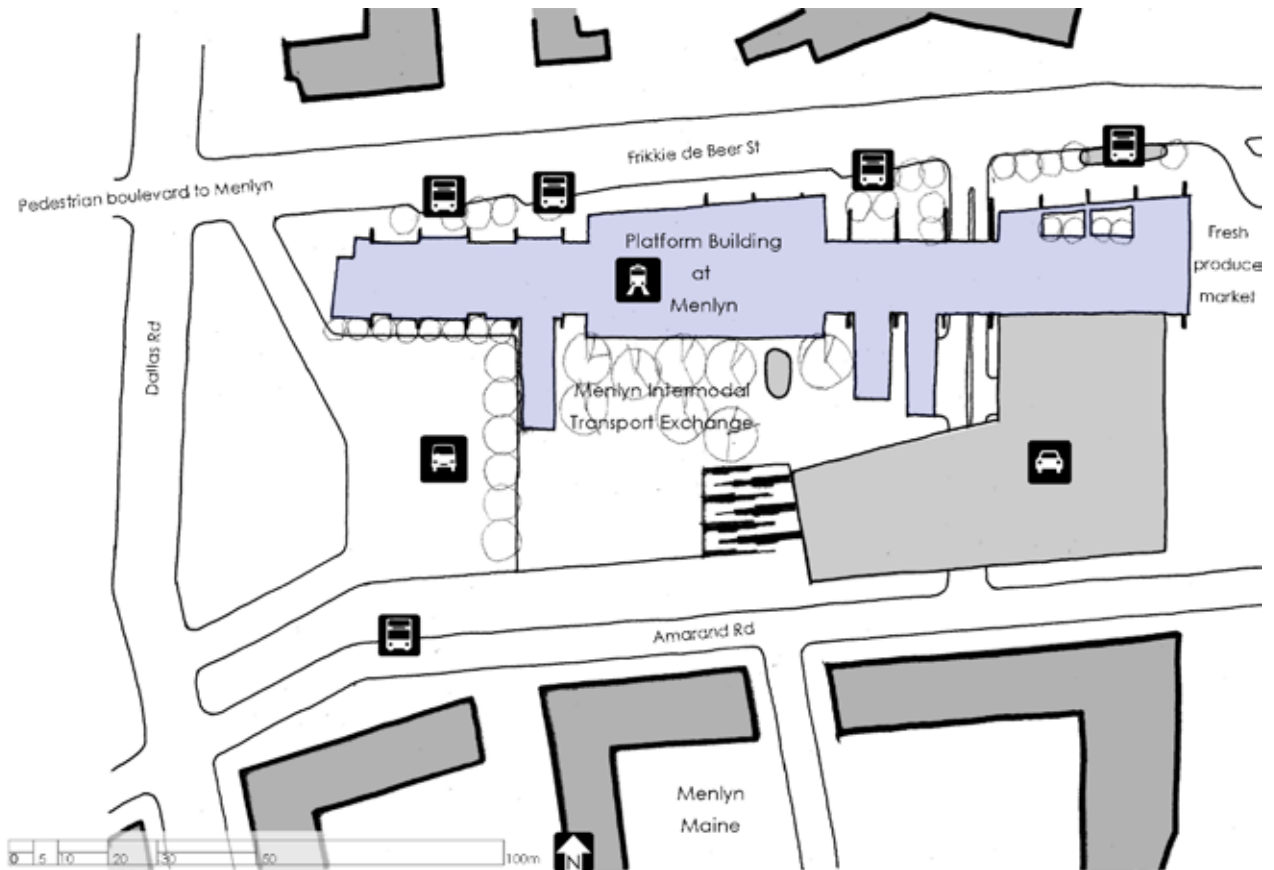 Frikkie de Beer St
Pedestrian boulevard to Menlyn
Platform Building
at
Menlyn
Fresh
produce
market
Dallas Rd
Menlyn Intermodal
Transport Exchange
Amarand Rd
Menlyn
Maine
0 5 10 20 30 50 100m
N